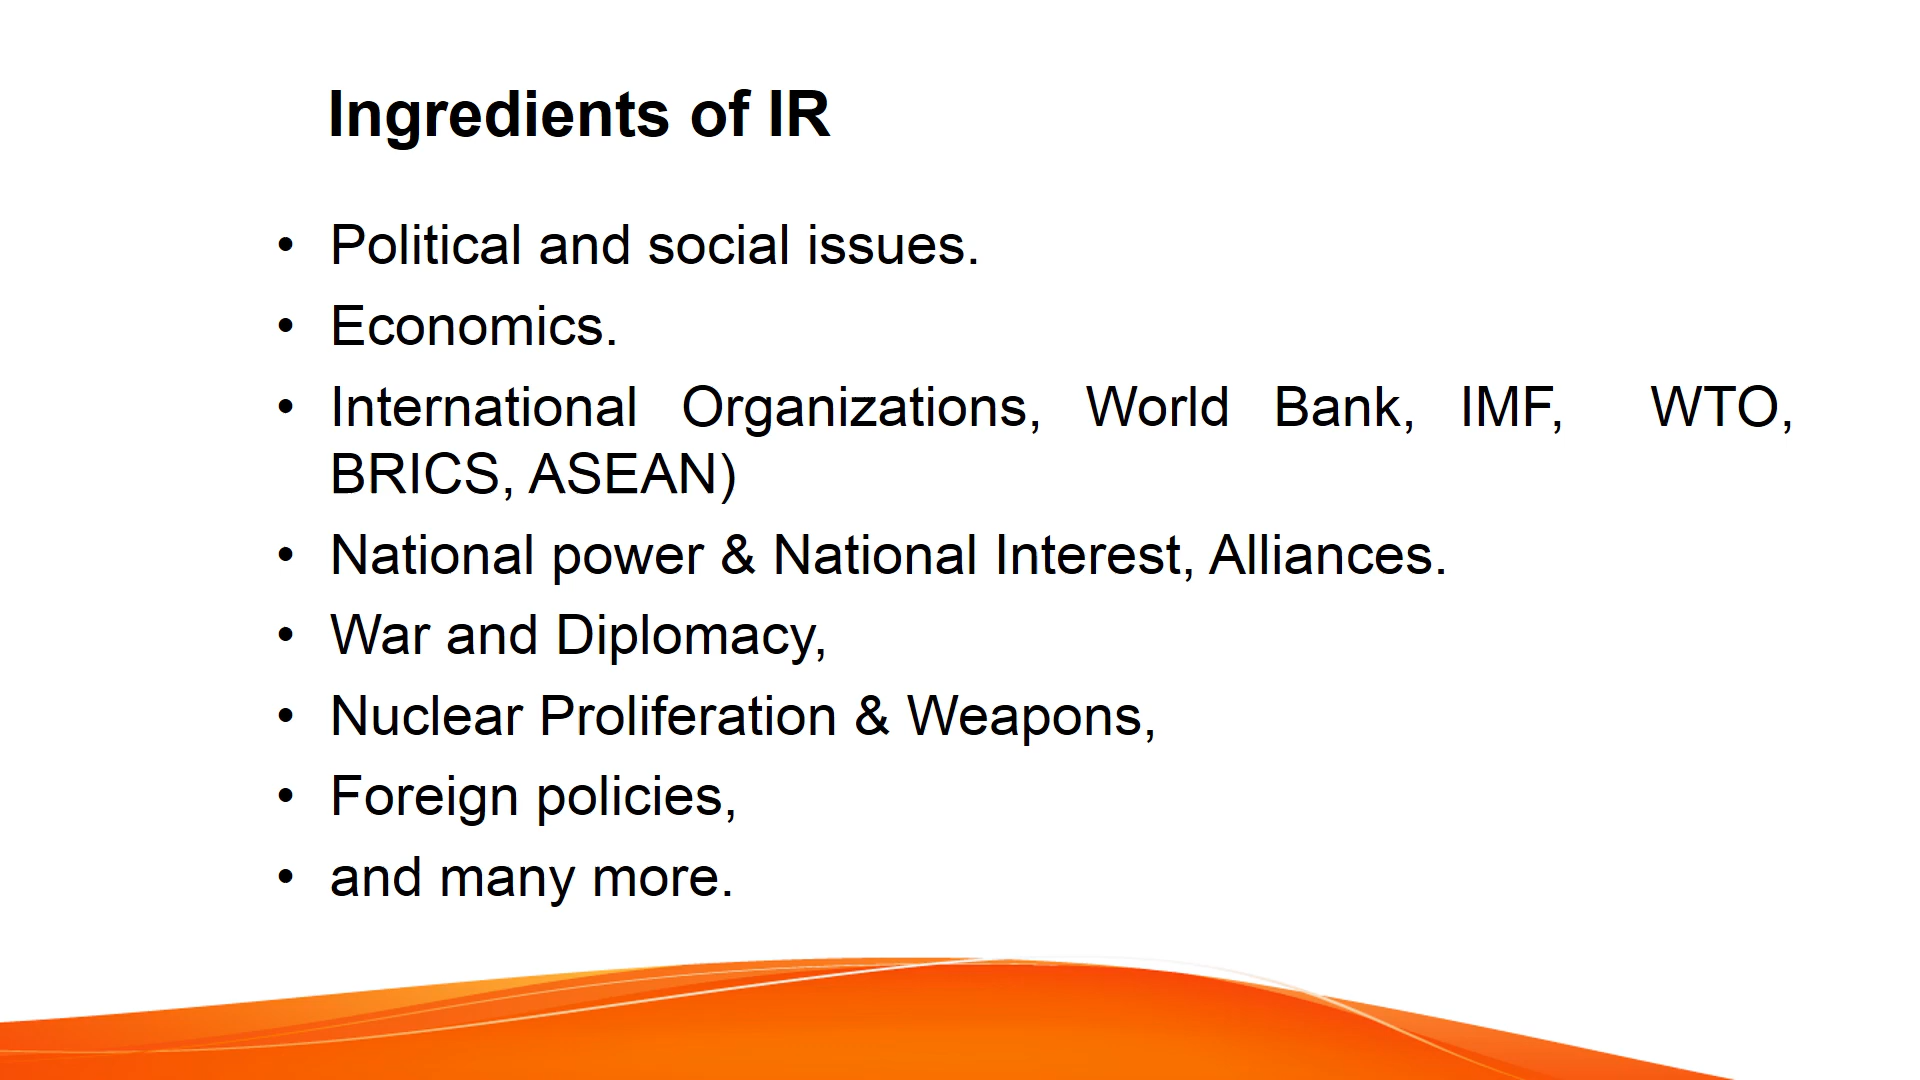 Ingredients of IR
• Political and social issues.
• Economics.
• International Organizations, World Bank, IMF, WTO,
BRICS, ASEAN)
• National power & National Interest, Alliances.
• War and Diplomacy,
• Nuclear Proliferation & Weapons,
• Foreign policies,
• and many more.